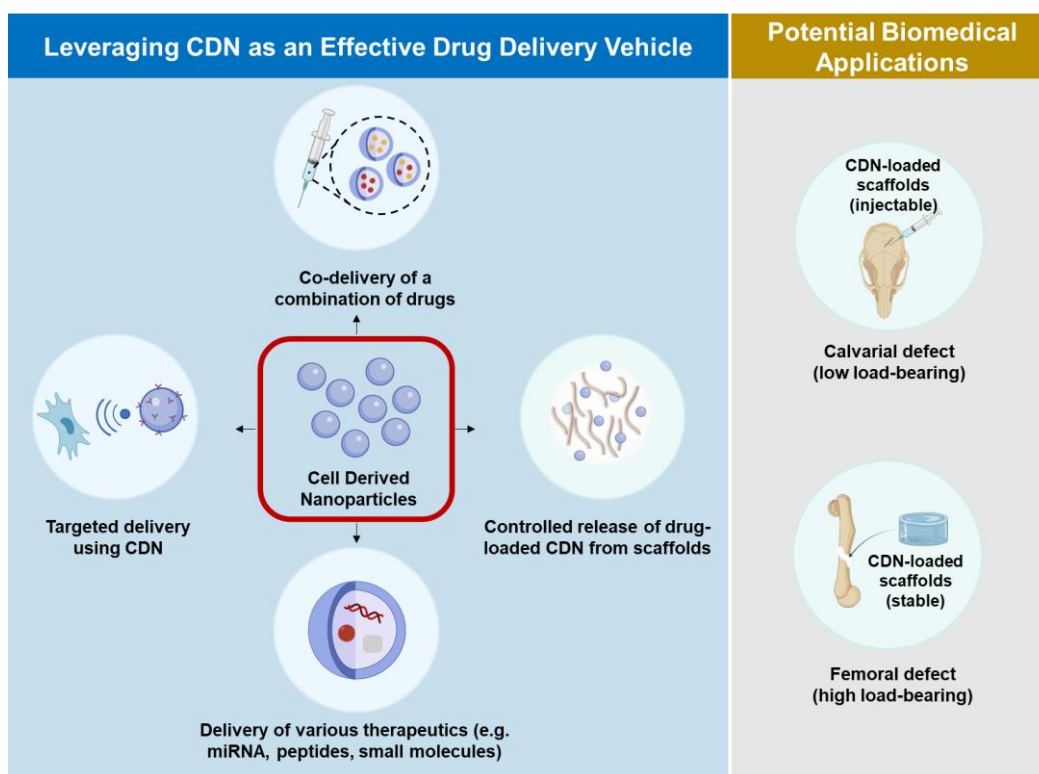 Leveraging CDN as an Effective Drug Delivery Vehicle
Co-delivery of a
combination of drugs
Cell Derived
Nanoparticles
Targeted delivery
using CDN
Controlled release of drug-
loaded CDN from scaffolds
Delivery of various therapeutics (e.g.
miRNA, peptides, small molecules)
Potential Biomedical
Applications
CDN-loaded
scaffolds
(injectable)
Calvarial defect
(low load-bearing)
CDN-loaded
scaffolds
(stable)
Femoral defect
(high load-bearing)